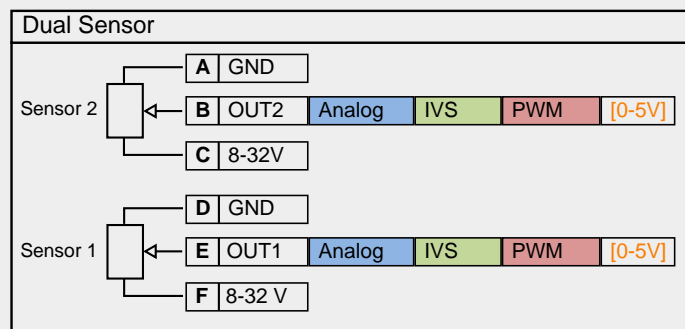 Dual Sensor
A GND
Sensor 2 B OUT2 Analog IVS PWM [0-5V]
C 8-32V
D GND
Sensor 1 E OUT1 Analog IVS PWM [0-5V]
F 8-32 V